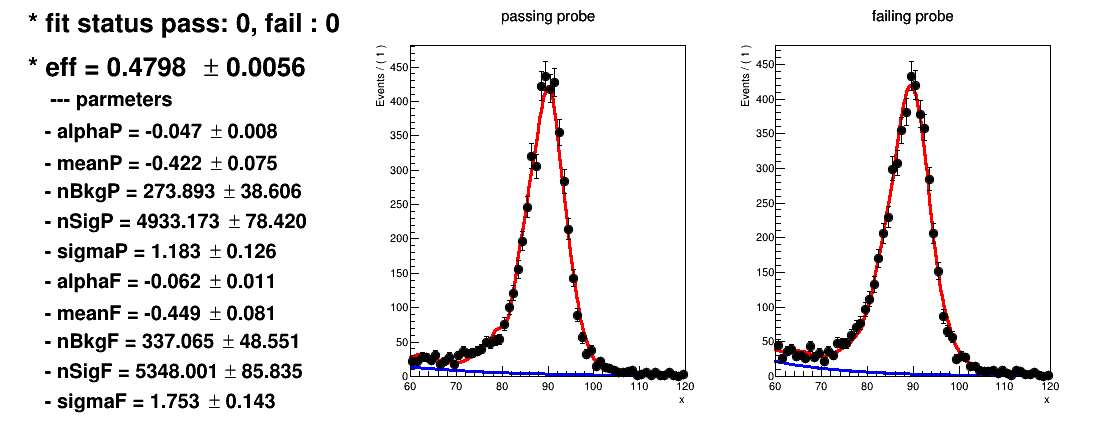 * fit status pass: 0, fail : 0
* eff = 0.4798 ± 0.0056
--- parmeters
- alphaP = -0.047 ± 0.008
- meanP = -0.422 ± 0.075
- nBkgP = 273.893 ± 38.606
- nSigP = 4933.173 ± 78.420
- sigmaP = 1.183 ± 0.126
- alphaF = -0.062 ± 0.011
- meanF = -0.449 ± 0.081
- nBkgF = 337.065 ± 48.551
- nSigF = 5348.001 ± 85.835
- sigmaF = 1.753 ± 0.143
passing probe
Events / ( 1 )
450
400
350
300
250
200
150
100
50
0
60 70 80 90 100 110 120
x
failing probe
Events / ( 1 )
450
400
350
300
250
200
150
100
50
0
60 70 80 90 100 110 120
x